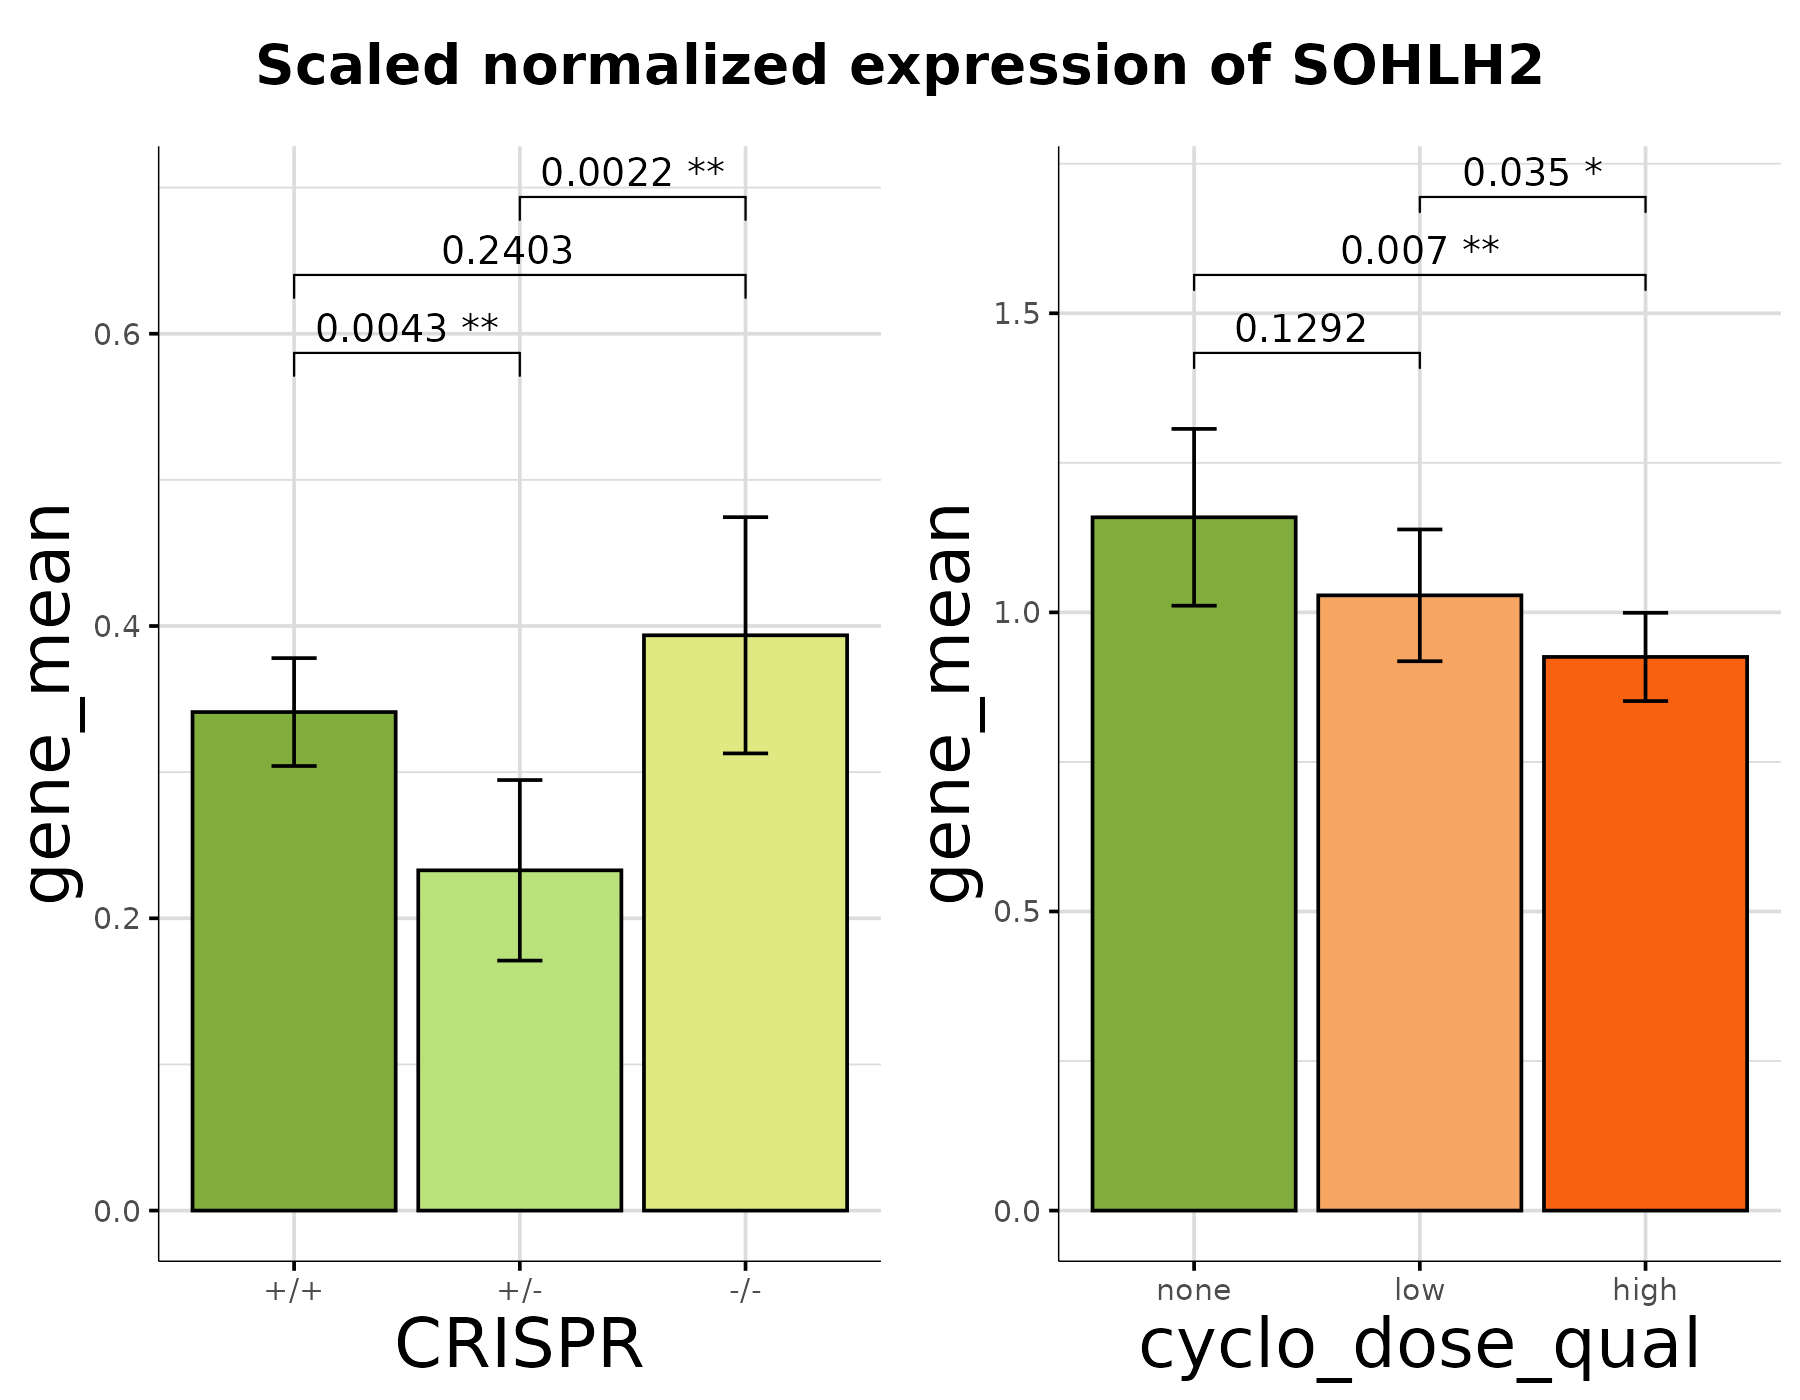 Scaled normalized expression of SOHLH2
gene_mean
0.6
0.4
0.2
0.0
0.0022 **
0.2403
0.0043 **
+/+ +/- -/-
CRISPR
gene_mean
1.5
1.0
0.5
0.0
0.035 *
0.007 **
0.1292
none low high
cyclo_dose_qual